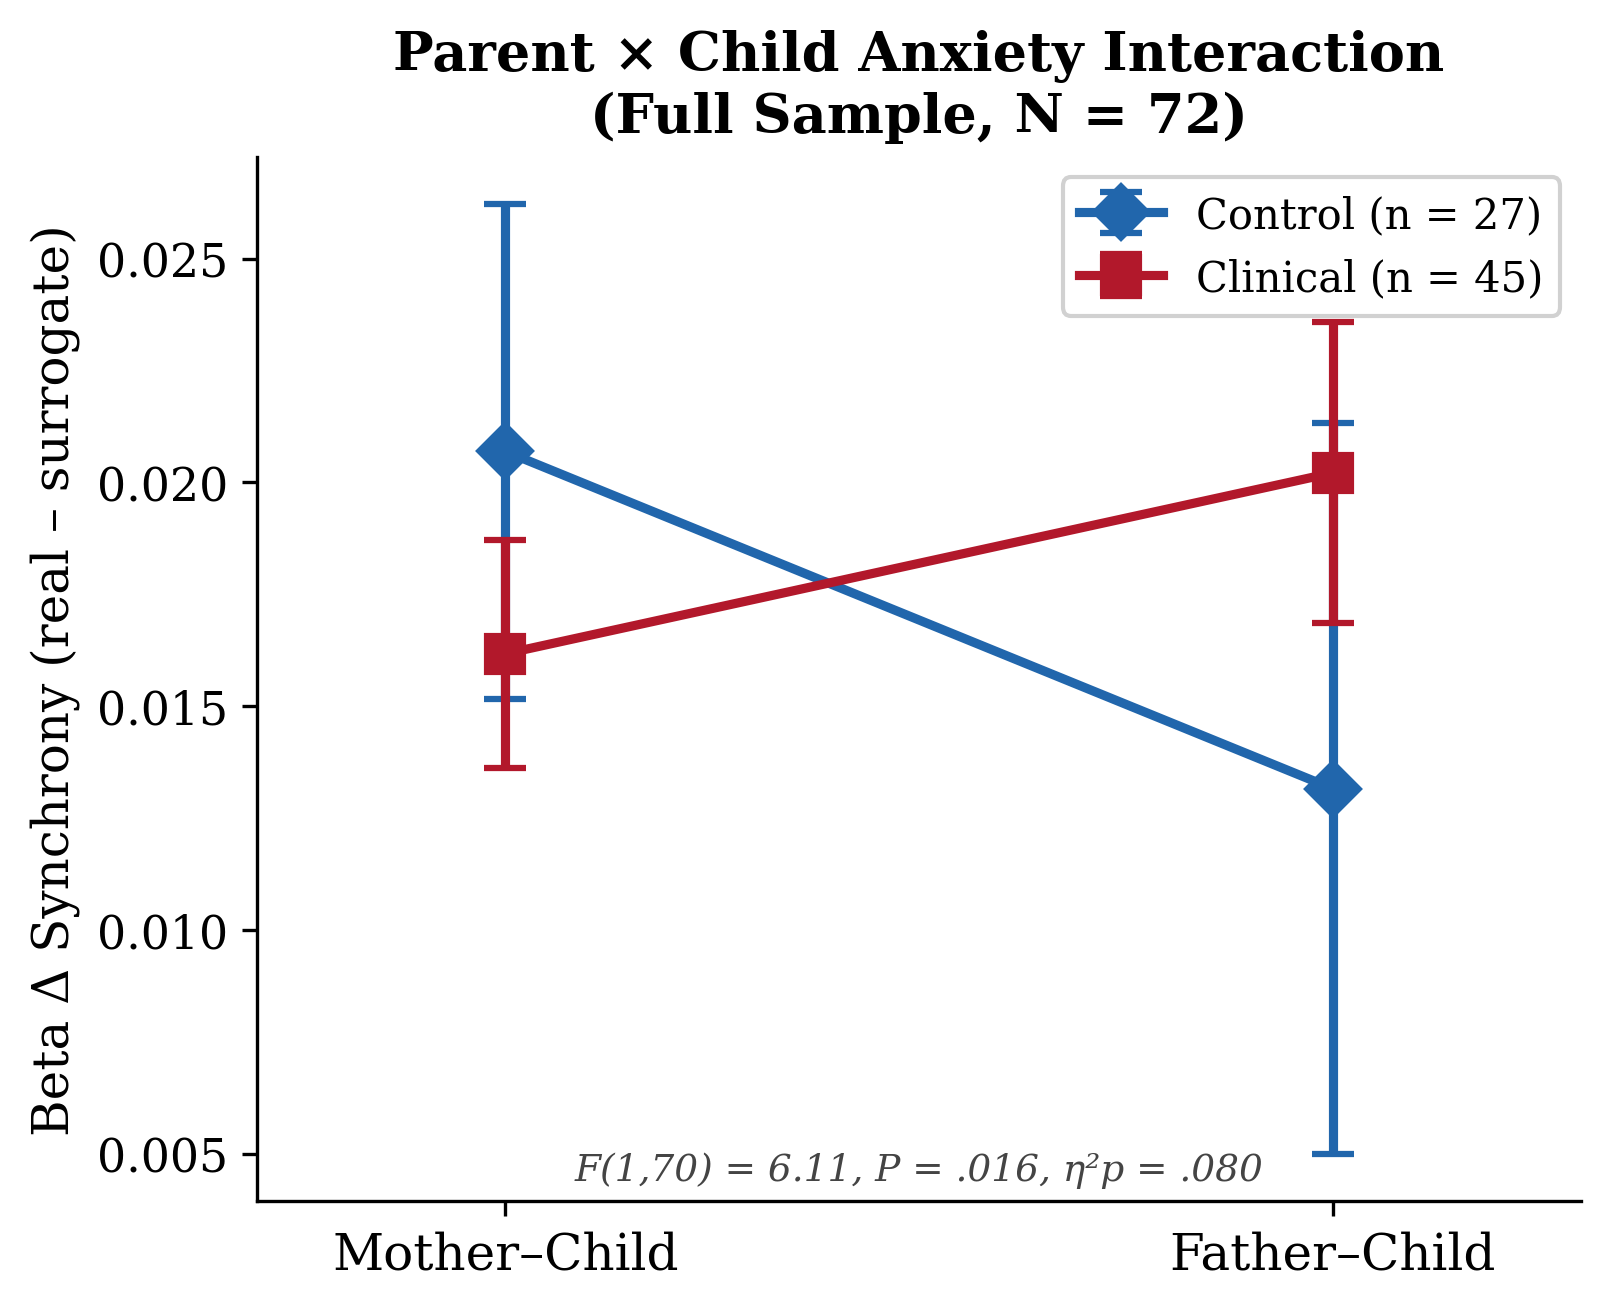 Parent × Child Anxiety Interaction
(Full Sample, N = 72)
Control (n = 27)
Clinical (n = 45)
Beta Δ Synchrony (real – surrogate)
0.025
0.020
0.015
0.010
0.005
F(1,70) = 6.11, P = .016, η²p = .080
Mother–Child
Father–Child